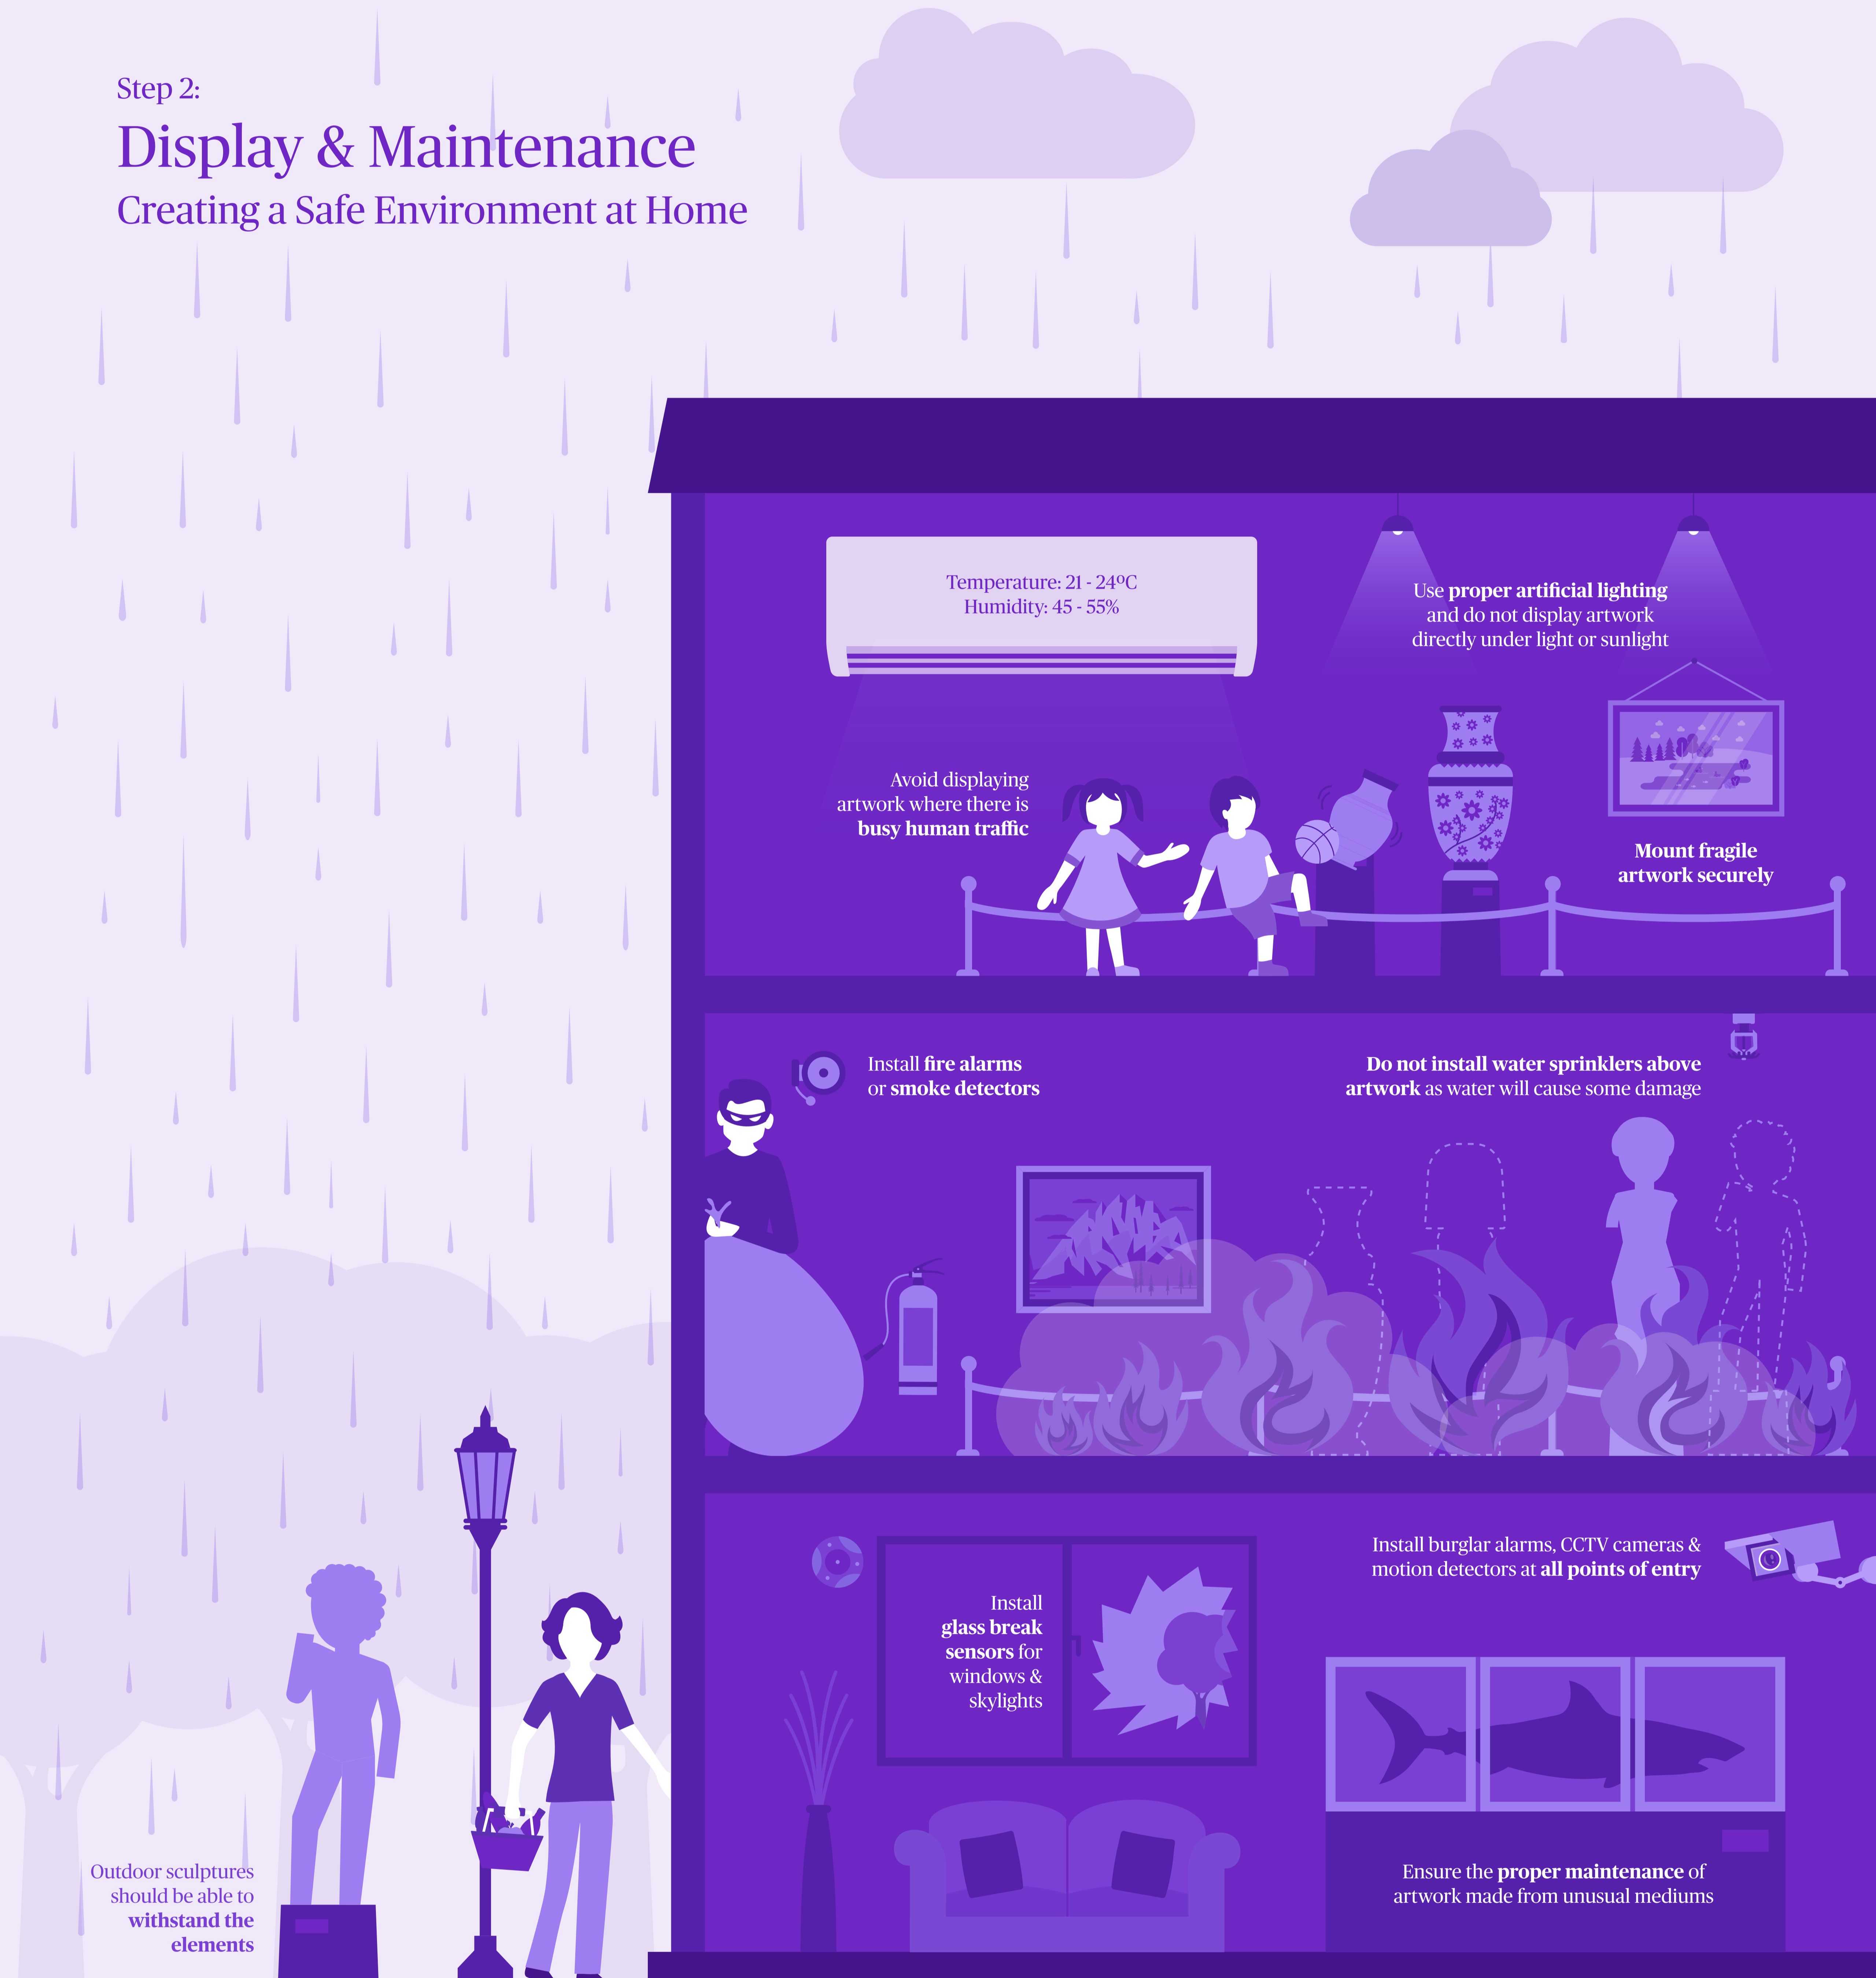 Step 2:
Display & Maintenance
Creating a Safe Environment at Home
Temperature: 21 - 24ºC
Humidity: 45 - 55%
Use proper artificial lighting
and do not display artwork
directly under light or sunlight
Avoid displaying
artwork where there is
busy human traffic
Mount fragile
artwork securely
Install fire alarms
or smoke detectors
Do not install water sprinklers above
artwork as water will cause some damage
Install
glass break
sensors for
windows &
skylights
Install burglar alarms, CCTV cameras &
motion detectors at all points of entry
Outdoor sculptures
should be able to
withstand the
elements
Ensure the proper maintenance of
artwork made from unusual mediums